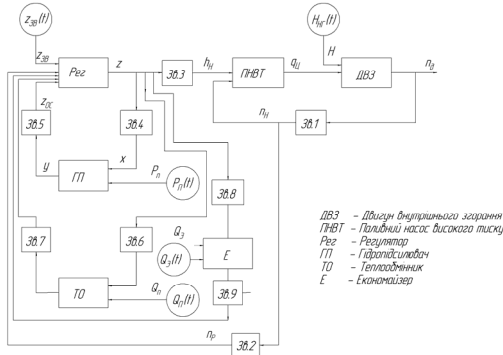 z_зв(t)
H_нг(t)
z_зв
Рег
z
Зв.3
h_н
ПНВТ
q_ц
H
ДВЗ
n_д
z_ос
Зв.5
Зв.4
n_н
Зв.1
y
ГП
x
P_п
P_п(t)
Зв.8
Зв.7
Зв.6
Q_з
Q_з(t)
Е
ТО
Q_п
Q_п(t)
Зв.9
n_р
Зв.2
ДВЗ – Двигун внутрішнього згорання
ПНВТ – Паливний насос високого тиску
Рег – Регулятор
ГП – Гідропідсилювач
ТО – Теплообмінник
Е – Економайзер